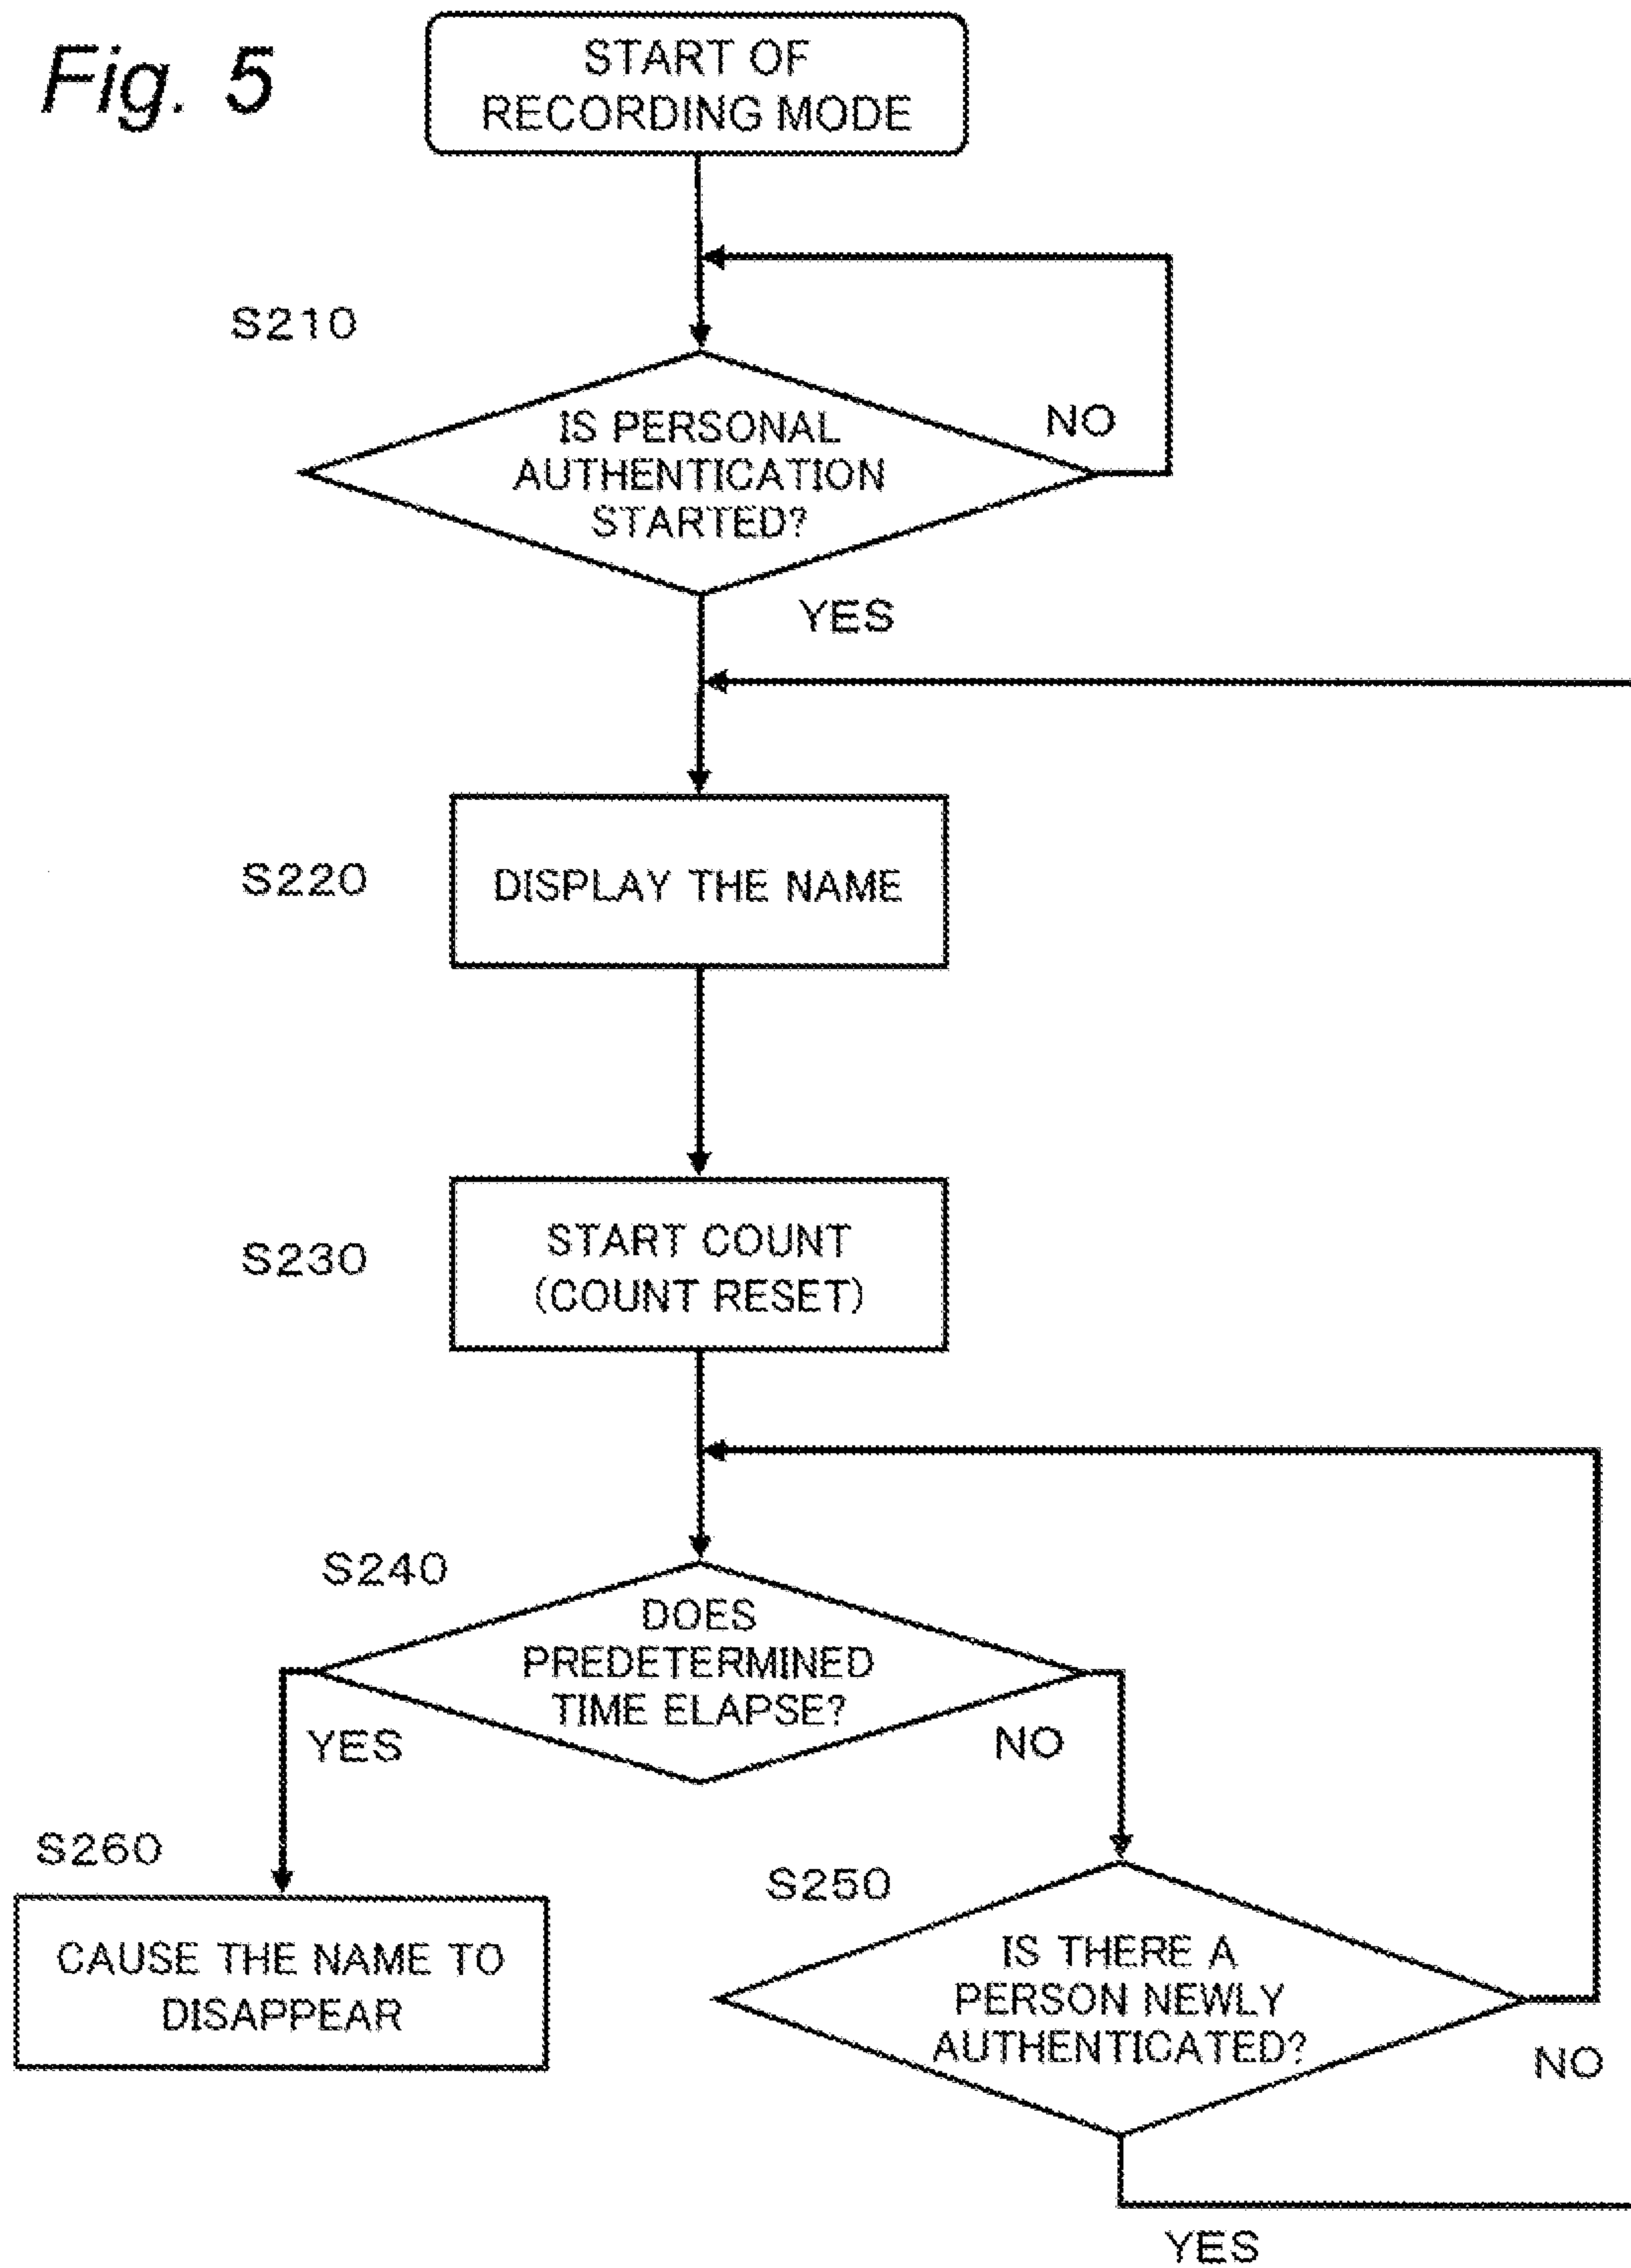 Fig. 5
START OF
RECORDING MODE
S210
IS PERSONAL
AUTHENTICATION
STARTED?
NO
YES
S220
DISPLAY THE NAME
S230
START COUNT
(COUNT RESET)
S240
DOES
PREDETERMINED
TIME ELAPSE?
YES
NO
S260
CAUSE THE NAME TO
DISAPPEAR
S250
IS THERE A
PERSON NEWLY
AUTHENTICATED?
NO
YES